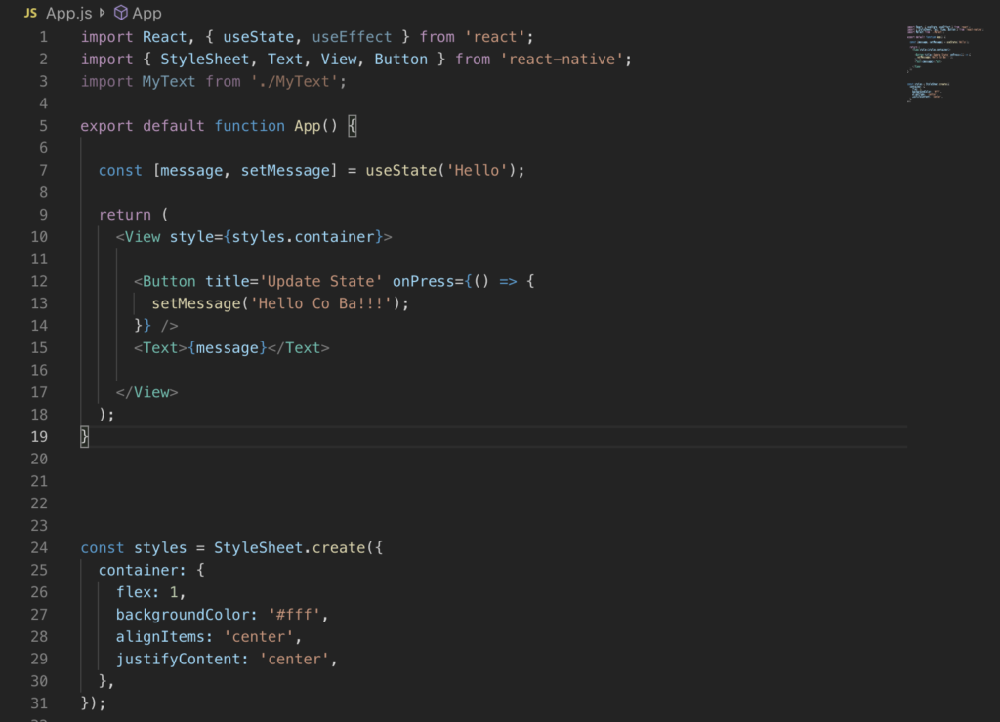 JS App.js › App
1 import React, { useState, useEffect } from 'react';
2 import { StyleSheet, Text, View, Button } from 'react-native';
3 import MyText from './MyText';
4
5 export default function App() {
6
7   const [message, setMessage] = useState('Hello');
8
9   return (
10     <View style={styles.container}>
11
12       <Button title='Update State' onPress={() => {
13         setMessage('Hello Co Ba!!!');
14       }} />
15       <Text>{message}</Text>
16
17     </View>
18   );
19 }
20
21
22
23
24 const styles = StyleSheet.create({
25   container: {
26     flex: 1,
27     backgroundColor: '#fff',
28     alignItems: 'center',
29     justifyContent: 'center',
30   },
31 });